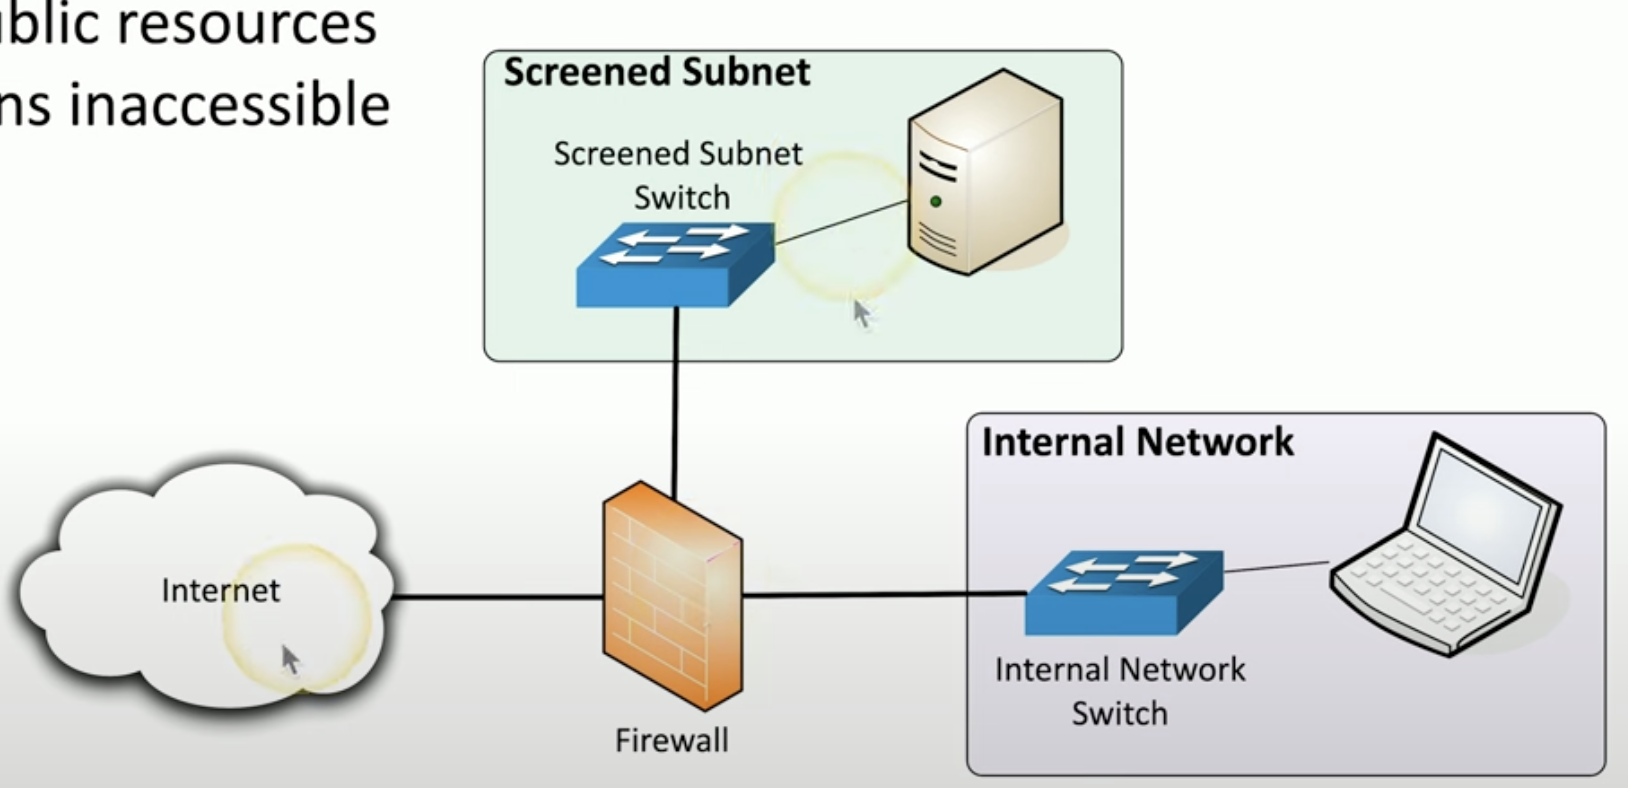 ublic resources
ns inaccessible
Screened Subnet
Screened Subnet
Switch
Internal Network
Internet
Internal Network
Switch
Firewall